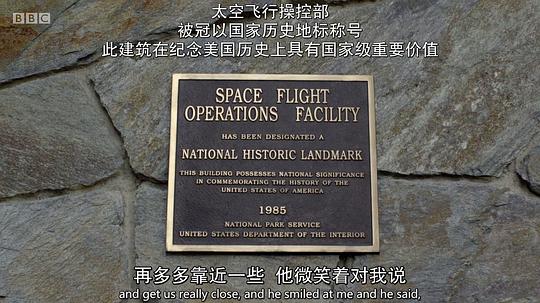 BBC
太空飞行操控部
被冠以国家历史地标称号
此建筑在纪念美国历史上具有国家级重要价值
SPACE FLIGHT
OPERATIONS FACILITY
HAS BEEN DESIGNATED A
NATIONAL HISTORIC LANDMARK
THIS BUILDING POSSESSES NATIONAL SIGNIFICANCE
IN COMMEMORATING THE HISTORY OF THE
UNITED STATES OF AMERICA
1985
NATIONAL PARK SERVICE
UNITED STATES DEPARTMENT OF THE INTERIOR
再多多靠近一些 他微笑着对我说
and get us really close, and he smiled at me and he said,